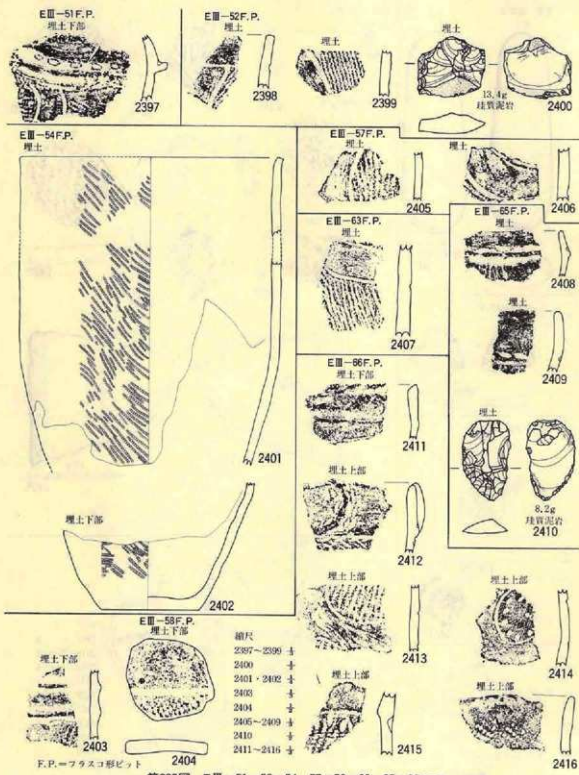 EⅢ-51F.P.
埋土下部
2397
EⅢ-52F.P.
埋土
2398
埋土
2399
13.4g
珪質泥岩
2400
EⅢ-54F.P.
埋土
2401
埋土下部
2402
EⅢ-57F.P.
埋土
2405
埋土
2406
EⅢ-63F.P.
埋土
2407
EⅢ-65F.P.
埋土
2408
埋土
2409
埋土
8.2g
珪質泥岩
2410
EⅢ-66F.P.
埋土下部
2411
埋土上部
2412
埋土上部
2413
埋土上部
2414
埋土上部
2415
埋土上部
2416
埋土下部
2403
EⅢ-58F.P.
埋土下部
2404
縮尺
2397~2399
2400
2401・2402
2403
2404
2405~2409
2410
2411~2416
F.P.=フラスコ形ピット